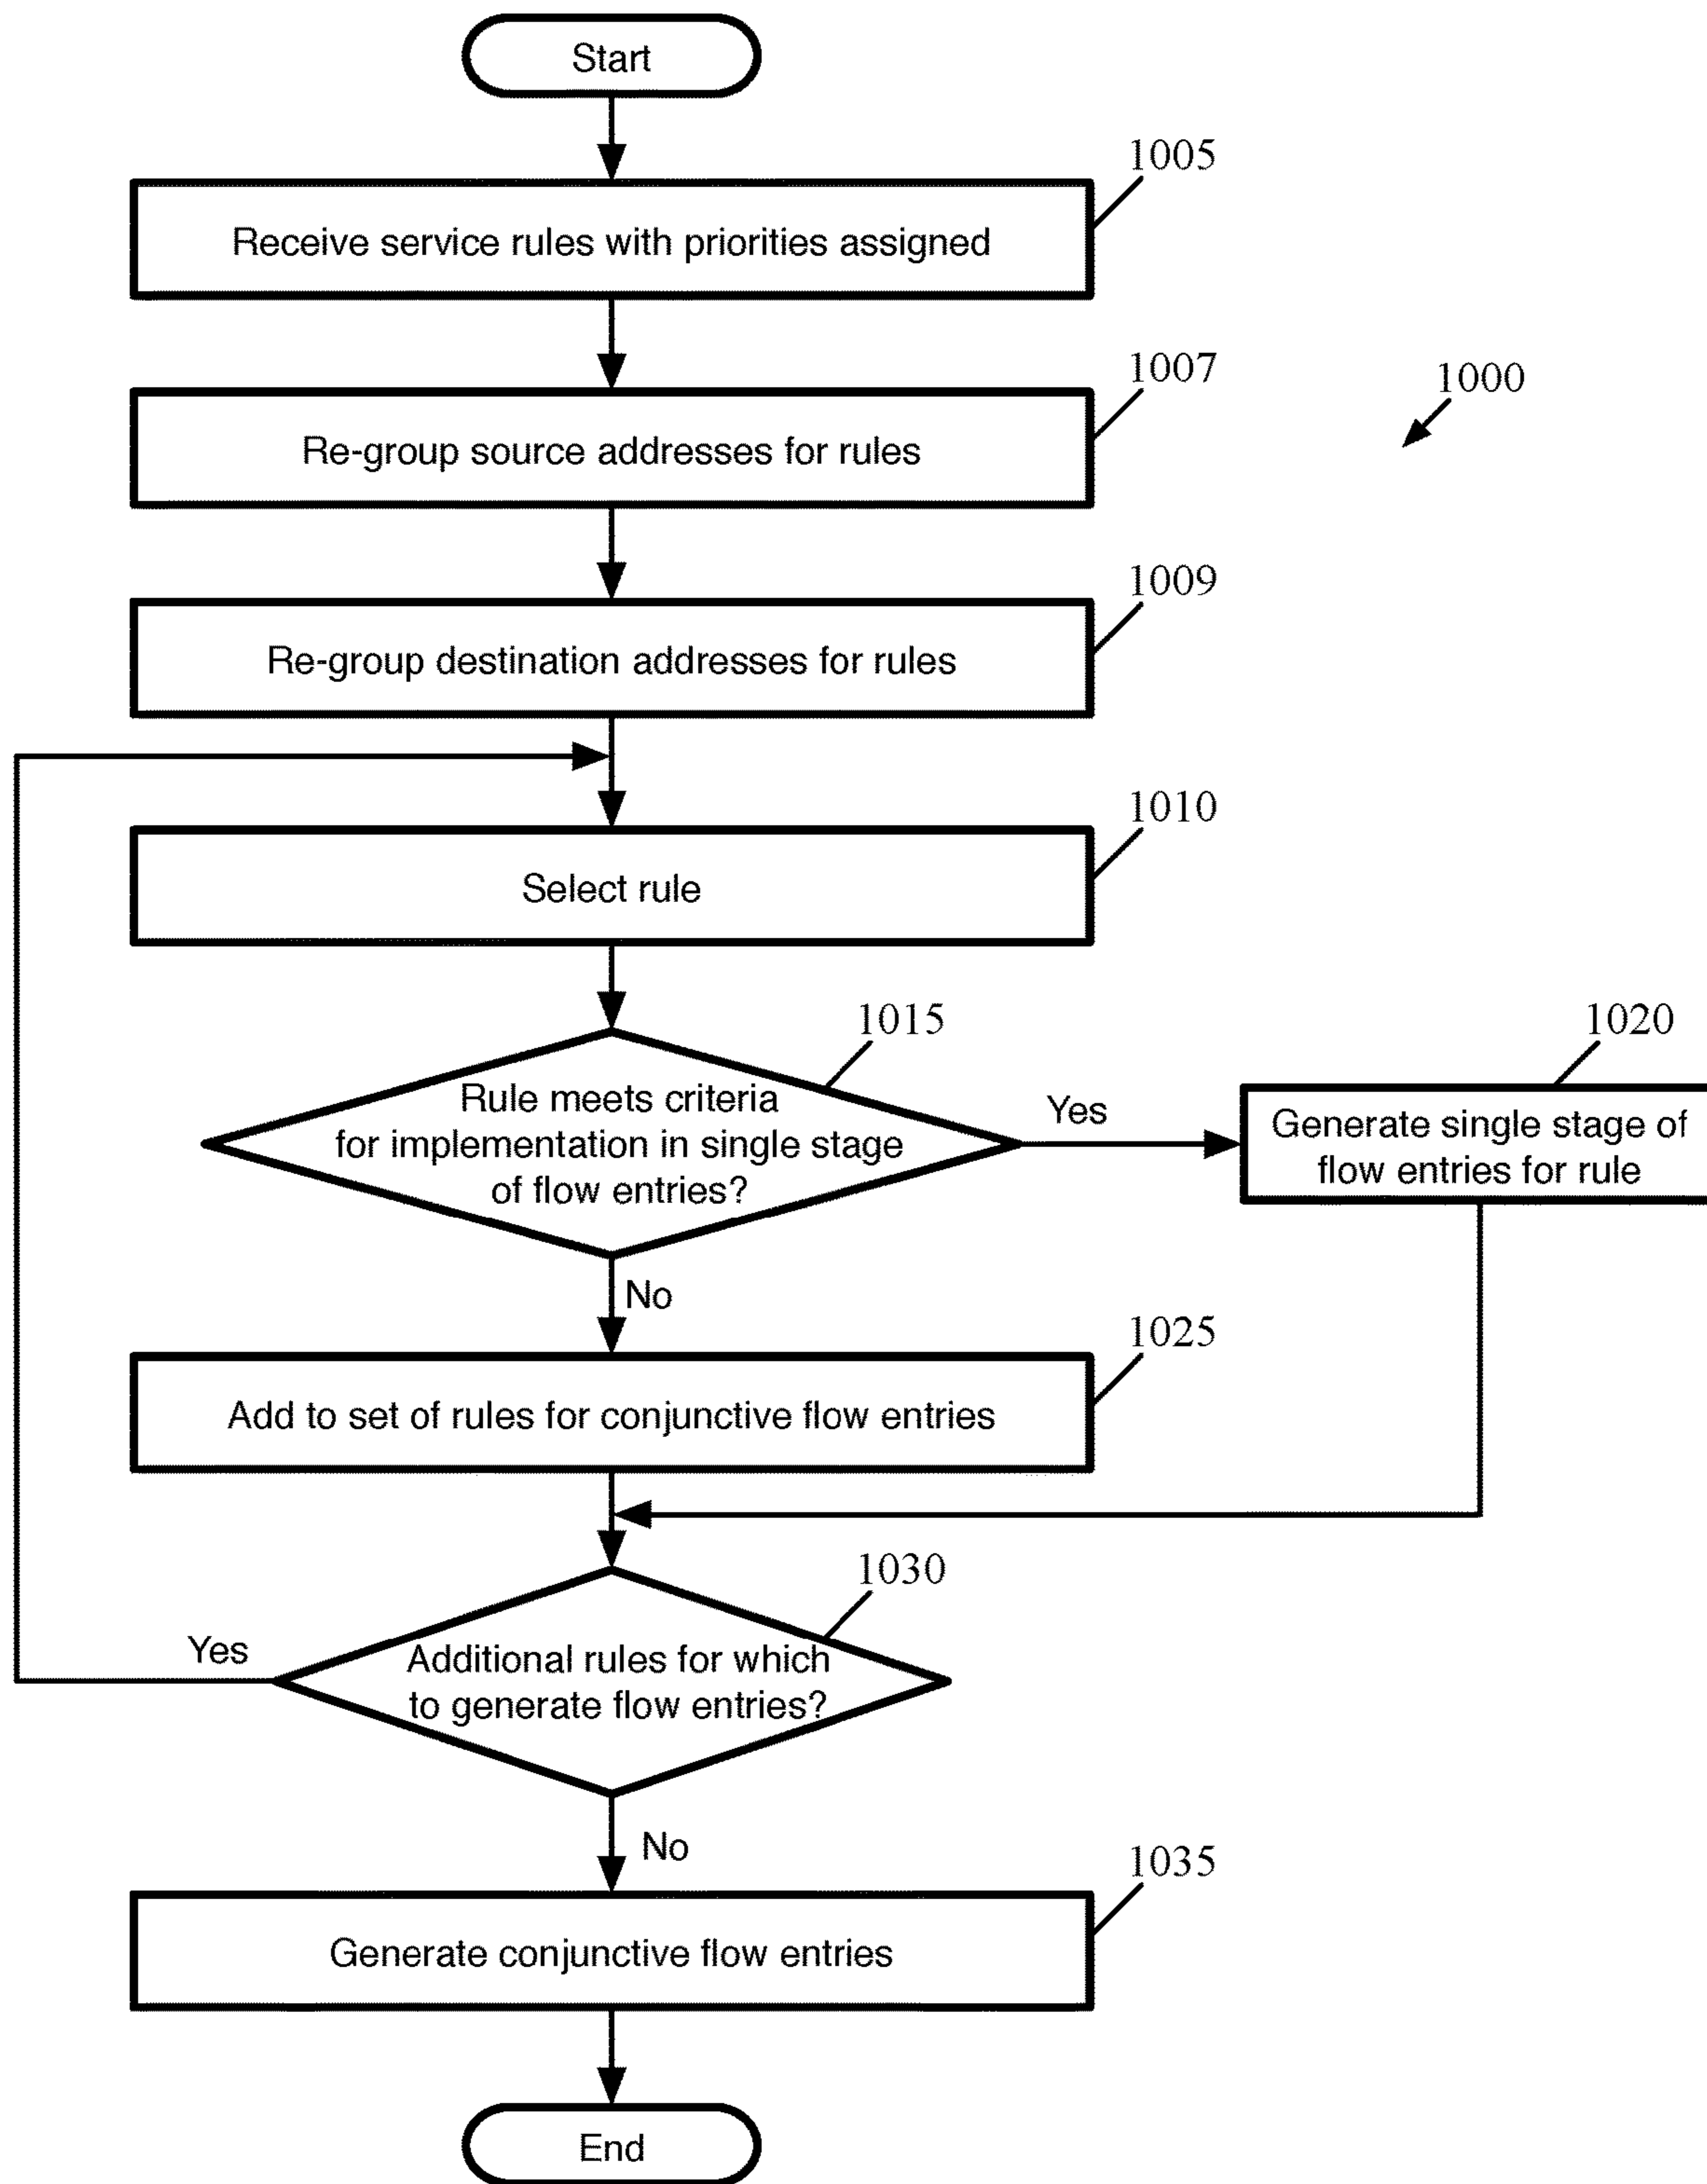 Start
1005
Receive service rules with priorities assigned
1007
1000
Re-group source addresses for rules
1009
Re-group destination addresses for rules
1010
Select rule
1015
1020
Rule meets criteria
for implementation in single stage
of flow entries?
Yes
Generate single stage of
flow entries for rule
No
1025
Add to set of rules for conjunctive flow entries
1030
Yes
Additional rules for which
to generate flow entries?
No
1035
Generate conjunctive flow entries
End